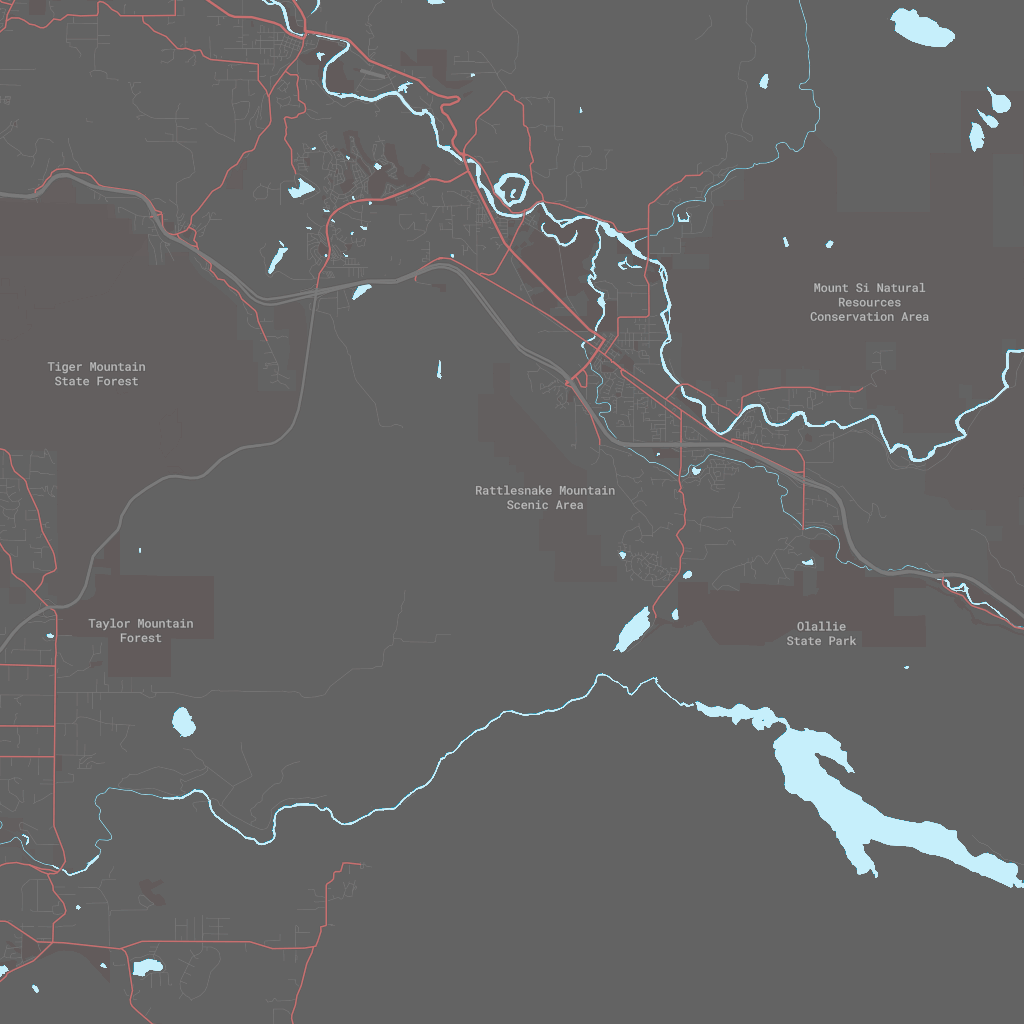 Mount Si Natural
Resources
Conservation Area
Tiger Mountain
State Forest
Rattlesnake Mountain
Scenic Area
Taylor Mountain
Forest
Olallie
State Park